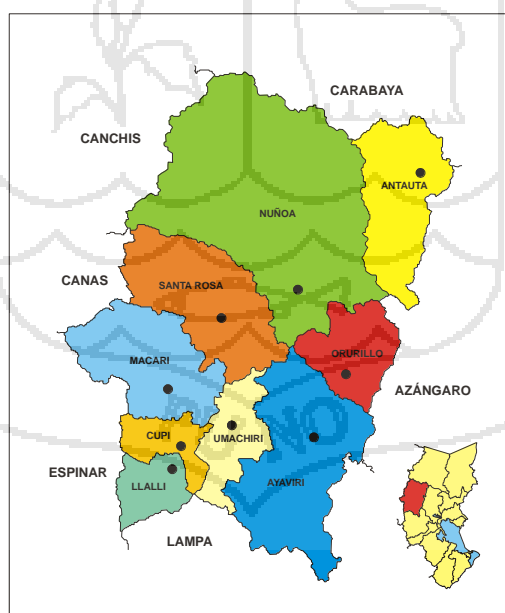 CARABAYA
CANCHIS
ANTAUTA
NUÑOA
CANAS
SANTA ROSA
MACARI
ORURILLO
AZÁNGARO
CUPI
UMACHIRI
ESPINAR
LLALLI
AYAVIRI
LAMPA